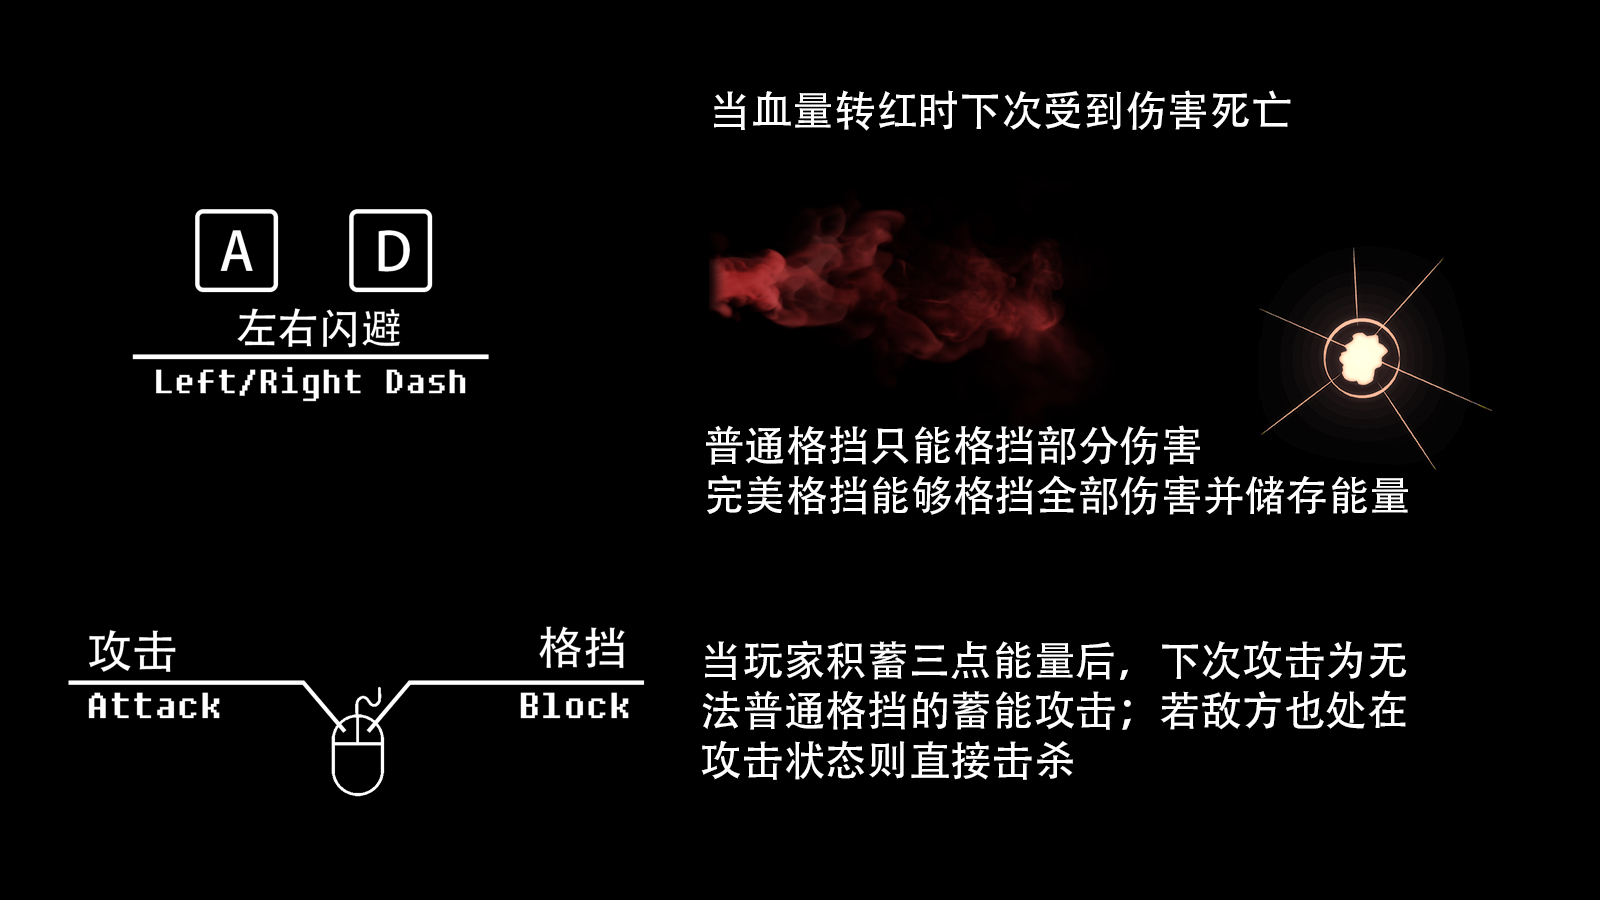 当血量转红时下次受到伤害死亡
A D
左右闪避
Left/Right Dash
普通格挡只能格挡部分伤害
完美格挡能够格挡全部伤害并储存能量
攻击
Attack
格挡
Block
当玩家积蓄三点能量后，下次攻击为无
法普通格挡的蓄能攻击；若敌方也处在
攻击状态则直接击杀